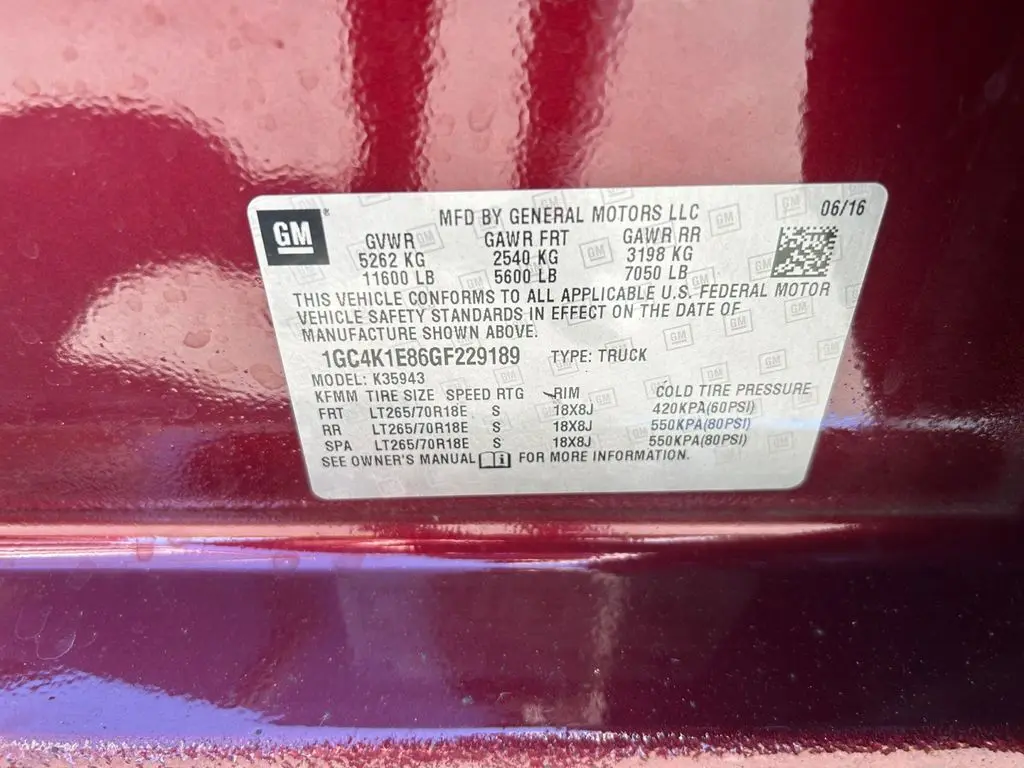 GM
MFD BY GENERAL MOTORS LLC 06/16
GVWR GAWR FRT GAWR RR
5262 KG 2540 KG 3198 KG
11600 LB 5600 LB 7050 LB
THIS VEHICLE CONFORMS TO ALL APPLICABLE U.S. FEDERAL MOTOR
VEHICLE SAFETY STANDARDS IN EFFECT ON THE DATE OF
MANUFACTURE SHOWN ABOVE.
1GC4K1E86GF229189 TYPE: TRUCK
MODEL: K35943
KFMM TIRE SIZE SPEED RTG RIM COLD TIRE PRESSURE
FRT LT265/70R18E S 18X8J 420KPA(60PSI)
RR LT265/70R18E S 18X8J 550KPA(80PSI)
SPA LT265/70R18E S 18X8J 550KPA(80PSI)
SEE OWNER'S MANUAL FOR MORE INFORMATION.